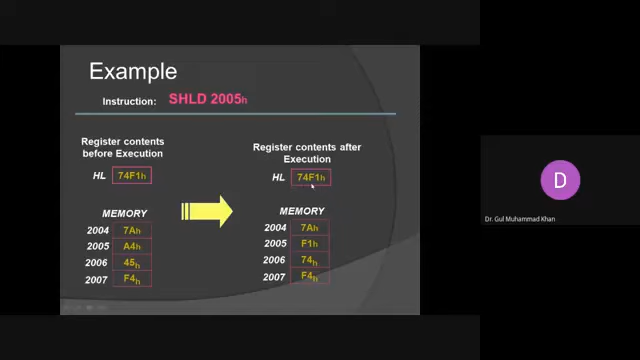 Example
Instruction: SHLD 2005h
Register contents
before Execution
HL 74F1h
MEMORY
2004 7Ah
2005 A4h
2006 45h
2007 F4h
Register contents after
Execution
HL 74F1h
MEMORY
2004 7Ah
2005 F1h
2006 74h
2007 F4h
D
Dr. Gul Muhammad Khan